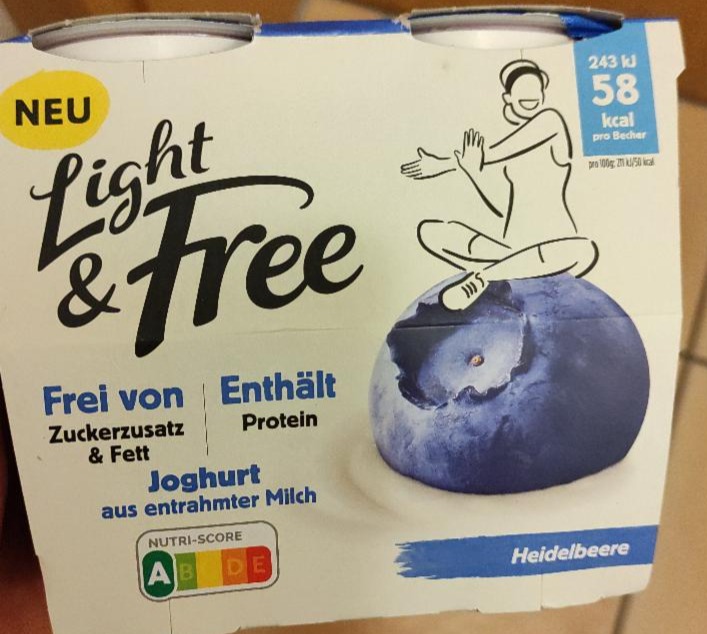 NEU
Light
& Free
243 kJ
58
kcal
pro Becher
pro 100g: 211 kJ/50 kcal
Frei von
Zuckerzusatz
& Fett
Enthält
Protein
Joghurt
aus entrahmter Milch
NUTRI-SCORE
A B D E
Heidelbeere